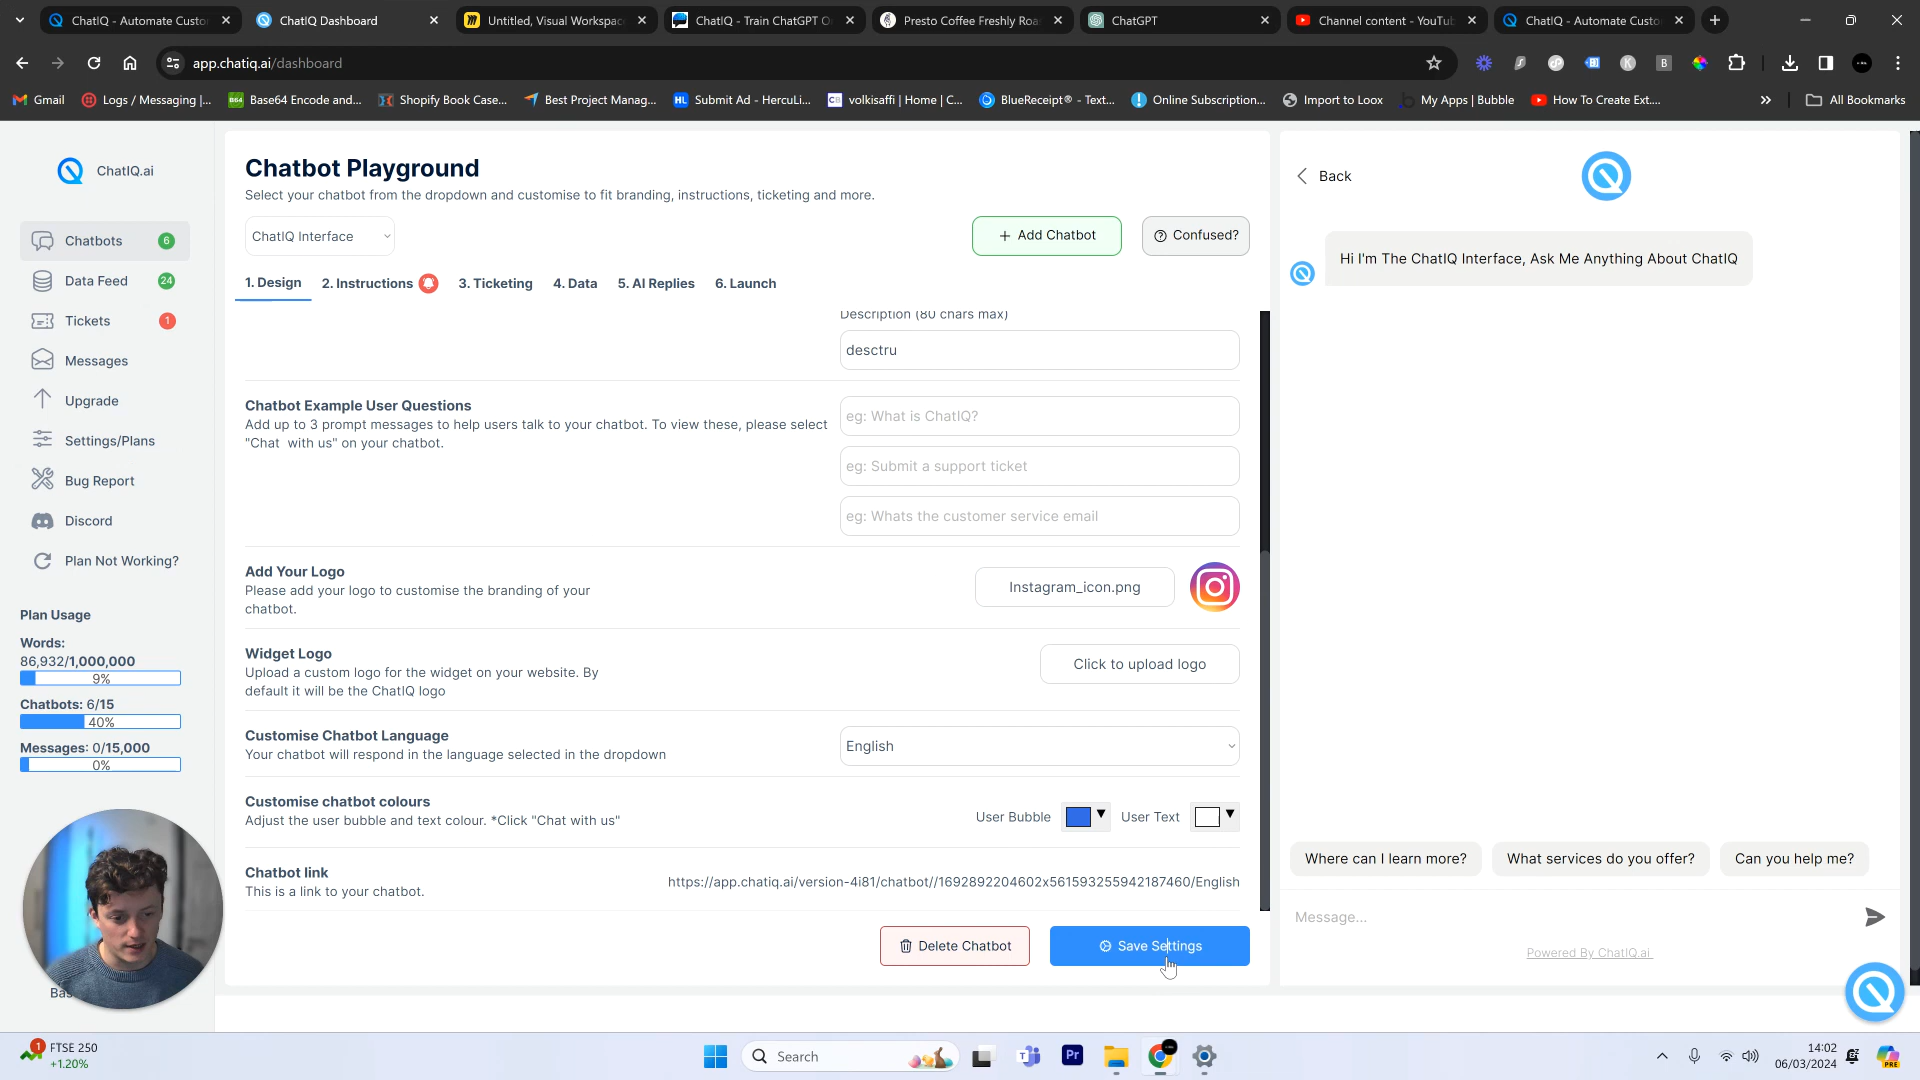 ChatIQ - Automate Custor
ChatIQ Dashboard
Untitled, Visual Workspac
ChatIQ - Train ChatGPT O
Presto Coffee Freshly Roa
ChatGPT
Channel content - YouTu
ChatIQ - Automate Custo
app.chatiq.ai/dashboard
Gmail
Logs / Messaging |...
Base64 Encode and...
Shopify Book Case...
Best Project Manag...
Submit Ad - HercuLi...
volkisaffi | Home | C...
BlueReceipt® - Text...
Online Subscription...
Import to Loox
My Apps | Bubble
How To Create Ext....
All Bookmarks
ChatIQ.ai
Chatbots 6
Data Feed 24
Tickets 1
Messages
Upgrade
Settings/Plans
Bug Report
Discord
Plan Not Working?
Plan Usage
Words:
86,932/1,000,000
9%
Chatbots: 6/15
40%
Messages: 0/15,000
0%
Chatbot Playground
Select your chatbot from the dropdown and customise to fit branding, instructions, ticketing and more.
ChatIQ Interface
+ Add Chatbot
Confused?
1. Design
2. Instructions
3. Ticketing
4. Data
5. AI Replies
6. Launch
Description (80 chars max)
desctru
Chatbot Example User Questions
Add up to 3 prompt messages to help users talk to your chatbot. To view these, please select
"Chat with us" on your chatbot.
eg: What is ChatIQ?
eg: Submit a support ticket
eg: Whats the customer service email
Add Your Logo
Please add your logo to customise the branding of your
chatbot.
Instagram_icon.png
Widget Logo
Upload a custom logo for the widget on your website. By
default it will be the ChatIQ logo
Click to upload logo
Customise Chatbot Language
Your chatbot will respond in the language selected in the dropdown
English
Customise chatbot colours
Adjust the user bubble and text colour. *Click "Chat with us"
User Bubble
User Text
Chatbot link
This is a link to your chatbot.
https://app.chatiq.ai/version-4i81/chatbot//1692892204602x561593255942187460/English
Delete Chatbot
Save Settings
Back
Hi I'm The ChatIQ Interface, Ask Me Anything About ChatIQ
Where can I learn more?
What services do you offer?
Can you help me?
Message...
Powered By ChatIQ.ai
1
FTSE 250
+1.20%
Search
Pr
14:02
06/03/2024
PRE